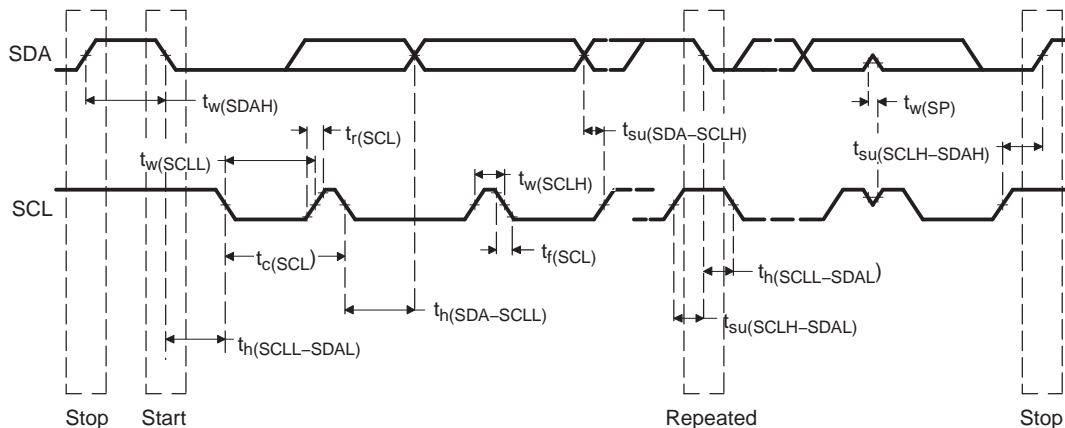 SDA
tw(SDAH)
tr(SCL)
tsu(SDA–SCLH)
tw(SP)
tw(SCLL)
tsu(SCLH–SDAH)
tw(SCLH)
SCL
tc(SCL)
tf(SCL)
th(SCLL–SDAL)
th(SDA–SCLL)
tsu(SCLH–SDAL)
th(SCLL–SDAL)
Stop
Start
Repeated
Stop